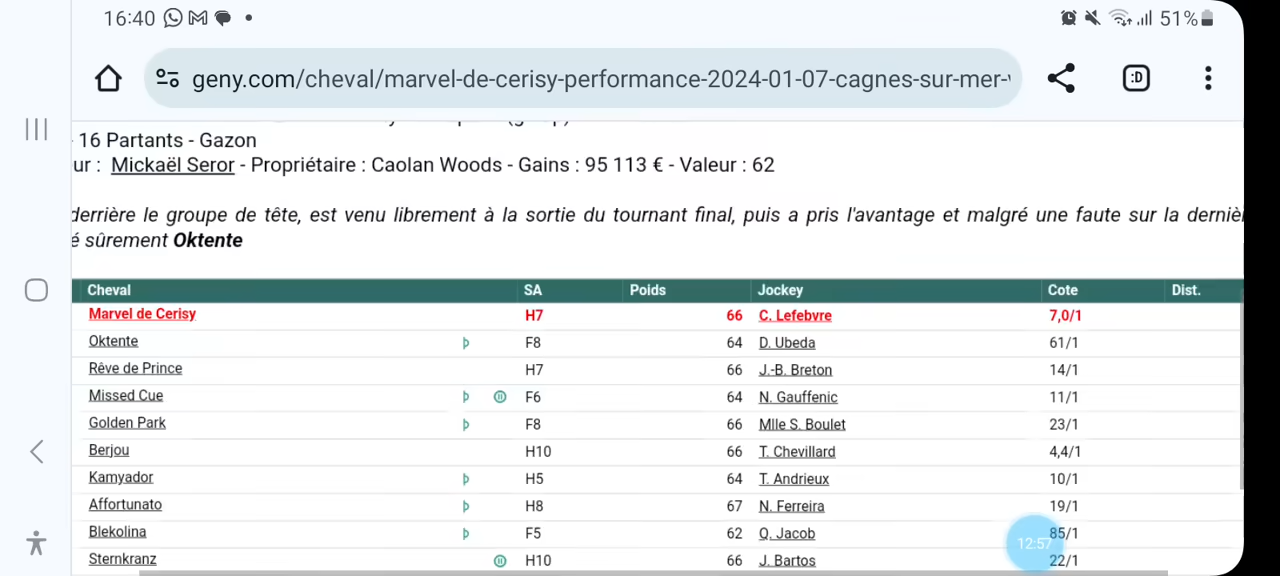 16:40 51%
geny.com/cheval/marvel-de-cerisy-performance-2024-01-07-cagnes-sur-mer-
- 16 Partants - Gazon
ur : Mickaël Seror - Propriétaire : Caolan Woods - Gains : 95 113 € - Valeur : 62
derrière le groupe de tête, est venu librement à la sortie du tournant final, puis a pris l'avantage et malgré une faute sur la derniè
é sûrement Oktente
Cheval SA Poids Jockey Cote Dist.
Marvel de Cerisy H7 66 C. Lefebvre 7,0/1
Oktente F8 64 D. Ubeda 61/1
Rêve de Prince H7 66 J.-B. Breton 14/1
Missed Cue F6 64 N. Gauffenic 11/1
Golden Park F8 66 Mlle S. Boulet 23/1
Berjou H10 66 T. Chevillard 4,4/1
Kamyador H5 64 T. Andrieux 10/1
Affortunato H8 67 N. Ferreira 19/1
Blekolina F5 62 Q. Jacob 85/1
12:57
Sternkranz H10 66 J. Bartos 22/1